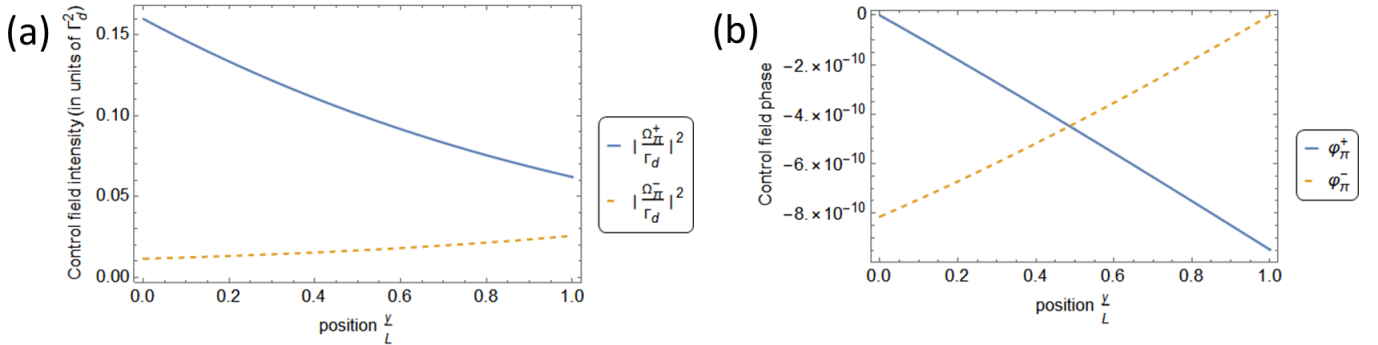 (a)
Control field intensity (in units of Γ_d^2)
0.15
0.10
0.05
0.00
0.0 0.2 0.4 0.6 0.8 1.0
position y/L
|Ω_π^+/Γ_d|^2
|Ω_π^-/Γ_d|^2
(b)
Control field phase
0
-2.×10^-10
-4.×10^-10
-6.×10^-10
-8.×10^-10
0.0 0.2 0.4 0.6 0.8 1.0
position y/L
φ_π^+
φ_π^-